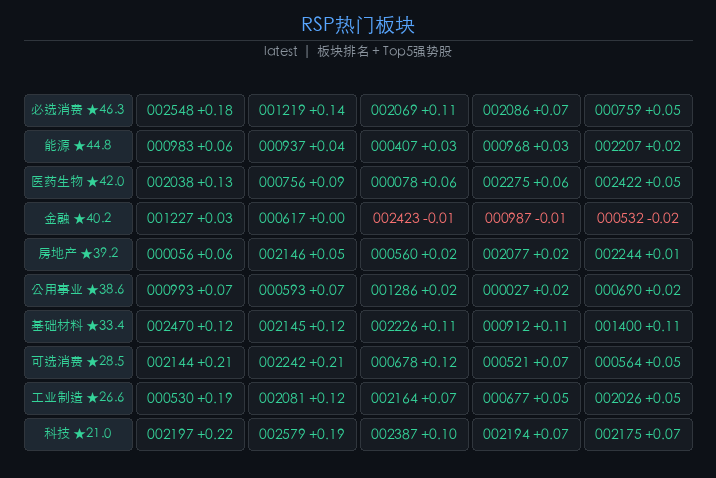 RSP热门板块
latest | 板块排名+Top5强势股
必选消费 ★46.3 002548 +0.18 001219 +0.14 002069 +0.11 002086 +0.07 000759 +0.05
能源 ★44.8 000983 +0.06 000937 +0.04 000407 +0.03 000968 +0.03 002207 +0.02
医药生物 ★42.0 002038 +0.13 000756 +0.09 000078 +0.06 002275 +0.06 002422 +0.05
金融 ★40.2 001227 +0.03 000617 +0.00 002423 -0.01 000987 -0.01 000532 -0.02
房地产 ★39.2 000056 +0.06 002146 +0.05 000560 +0.02 002077 +0.02 002244 +0.01
公用事业 ★38.6 000993 +0.07 000593 +0.07 001286 +0.02 000027 +0.02 000690 +0.02
基础材料 ★33.4 002470 +0.12 002145 +0.12 002226 +0.11 000912 +0.11 001400 +0.11
可选消费 ★28.5 002144 +0.21 002242 +0.21 000678 +0.12 000521 +0.07 000564 +0.05
工业制造 ★26.6 000530 +0.19 002081 +0.12 002164 +0.07 000677 +0.05 002026 +0.05
科技 ★21.0 002197 +0.22 002579 +0.19 002387 +0.10 002194 +0.07 002175 +0.07